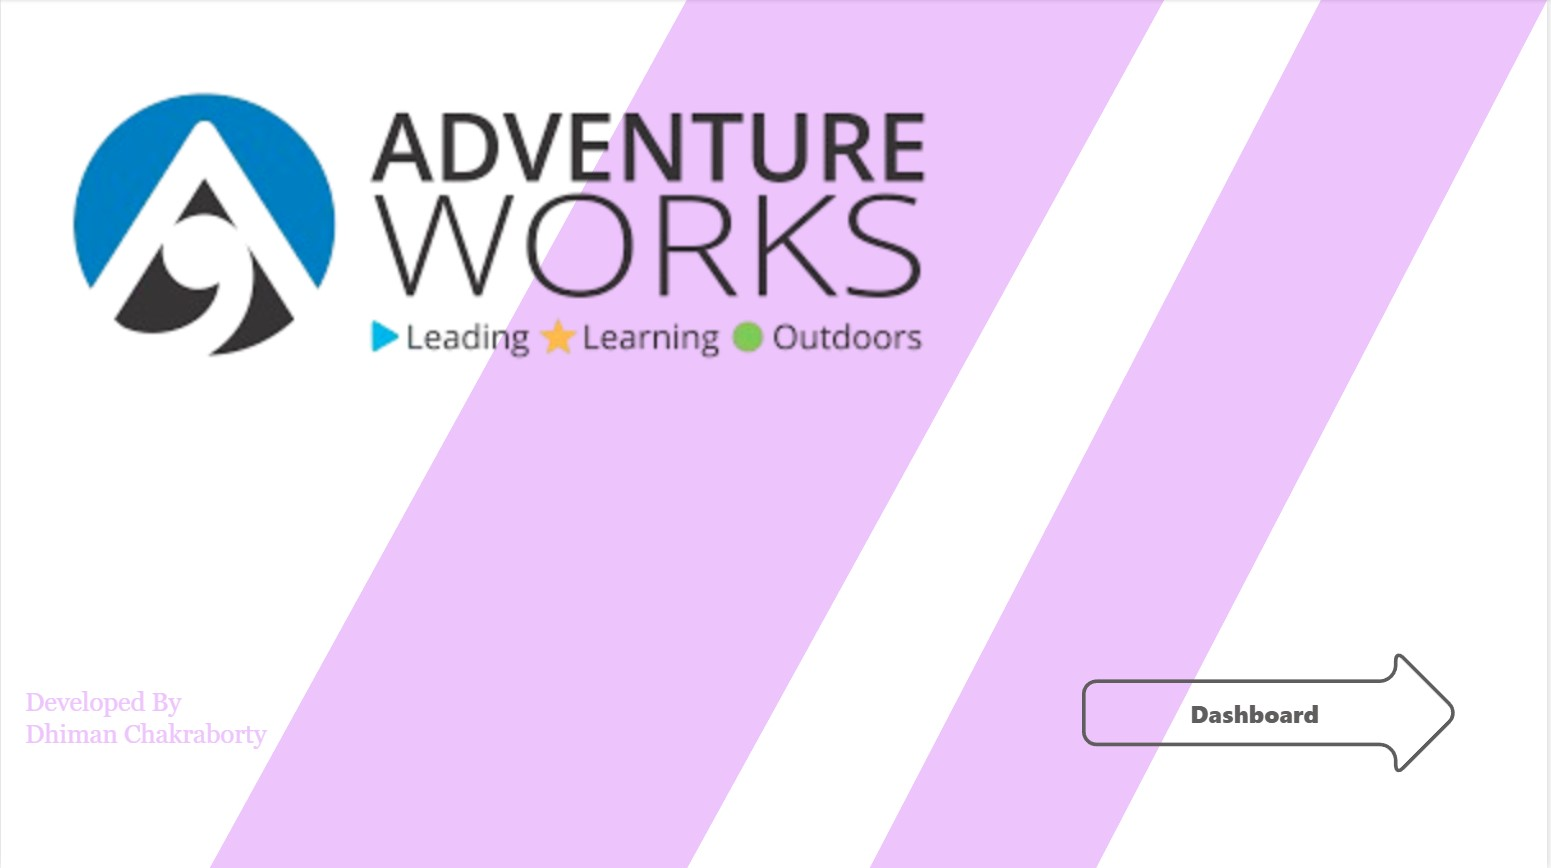 ADVENTURE
WORKS
Leading Learning Outdoors
Developed By
Dhiman Chakraborty
Dashboard